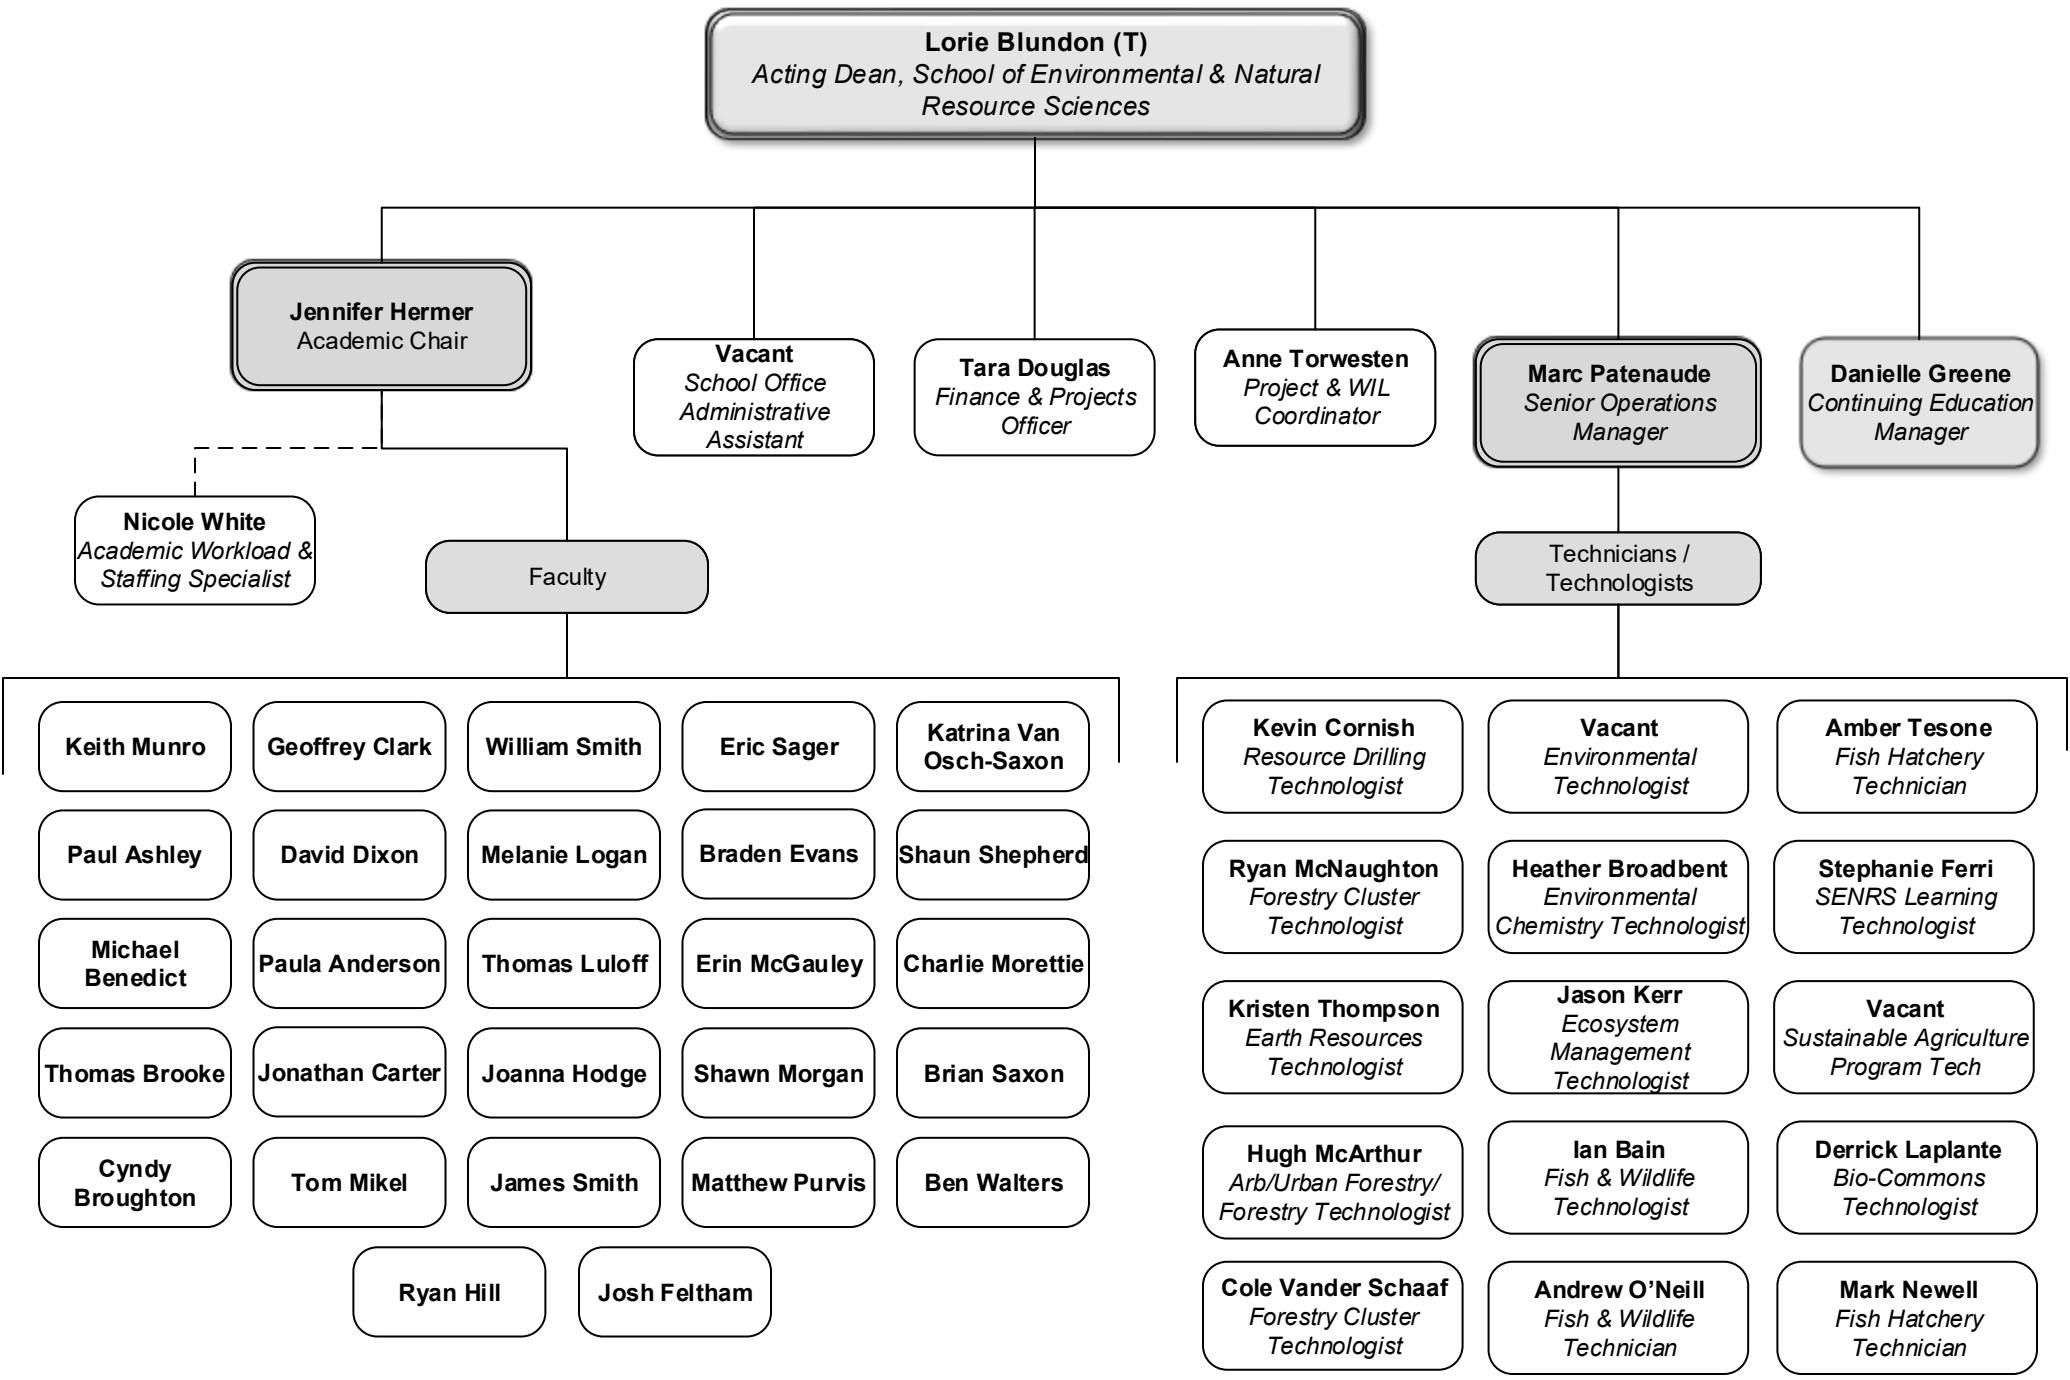 Lorie Blundon (T)
Acting Dean, School of Environmental & Natural
Resource Sciences
Jennifer Hermer
Academic Chair
Vacant
School Office
Administrative
Assistant
Tara Douglas
Finance & Projects
Officer
Anne Torwesten
Project & WIL
Coordinator
Marc Patenaude
Senior Operations
Manager
Danielle Greene
Continuing Education
Manager
Nicole White
Academic Workload &
Staffing Specialist
Faculty
Technicians /
Technologists
Keith Munro
Geoffrey Clark
William Smith
Eric Sager
Katrina Van
Osch-Saxon
Paul Ashley
David Dixon
Melanie Logan
Braden Evans
Shaun Shepherd
Michael
Benedict
Paula Anderson
Thomas Luloff
Erin McGauley
Charlie Morettie
Thomas Brooke
Jonathan Carter
Joanna Hodge
Shawn Morgan
Brian Saxon
Cyndy
Broughton
Tom Mikel
James Smith
Matthew Purvis
Ben Walters
Ryan Hill
Josh Feltham
Kevin Cornish
Resource Drilling
Technologist
Vacant
Environmental
Technologist
Amber Tesone
Fish Hatchery
Technician
Ryan McNaughton
Forestry Cluster
Technologist
Heather Broadbent
Environmental
Chemistry Technologist
Stephanie Ferri
SENRS Learning
Technologist
Kristen Thompson
Earth Resources
Technologist
Jason Kerr
Ecosystem
Management
Technologist
Vacant
Sustainable Agriculture
Program Tech
Hugh McArthur
Arb/Urban Forestry/
Forestry Technologist
Ian Bain
Fish & Wildlife
Technologist
Derrick Laplante
Bio-Commons
Technologist
Cole Vander Schaaf
Forestry Cluster
Technologist
Andrew O’Neill
Fish & Wildlife
Technician
Mark Newell
Fish Hatchery
Technician